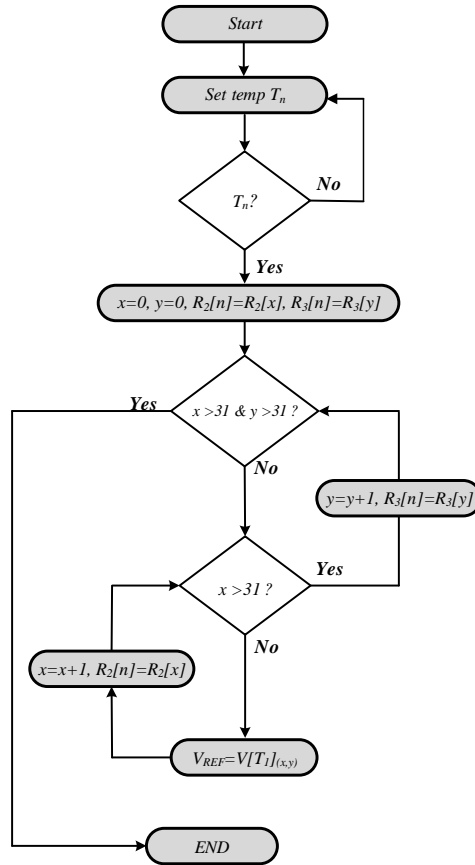 Start
Set temp Tₙ
Tₙ?
No
Yes
x=0, y=0, R₂[n]=R₂[x], R₃[n]=R₃[y]
x >31 & y >31 ?
Yes
No
y=y+1, R₃[n]=R₃[y]
x >31 ?
Yes
No
x=x+1, R₂[n]=R₂[x]
V_REF=V[T₁]_(x,y)
END